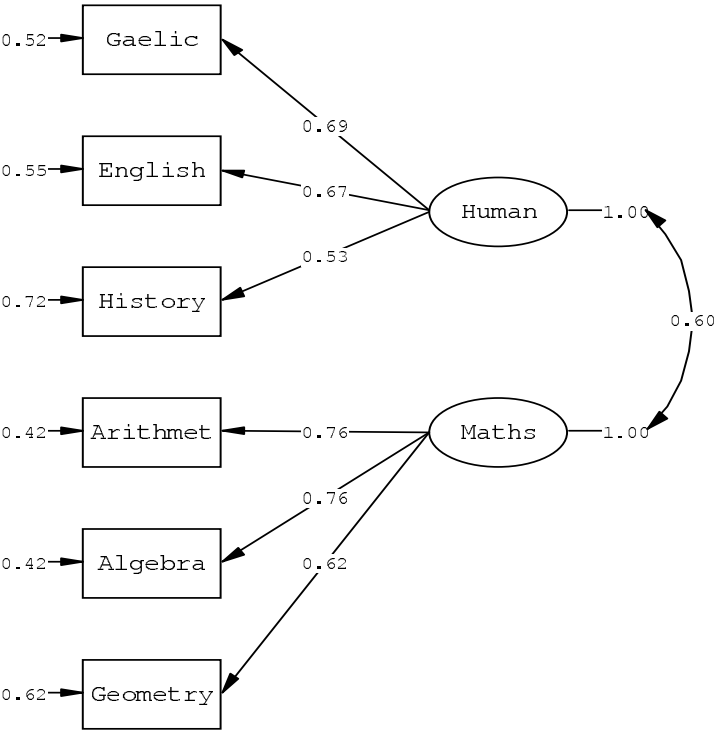 0.52 Gaelic
0.69
0.55 English
0.67
Human 1.00
0.53
0.72 History
0.60
0.42 Arithmet 0.76 Maths 1.00
0.76
0.42 Algebra 0.62
0.62 Geometry